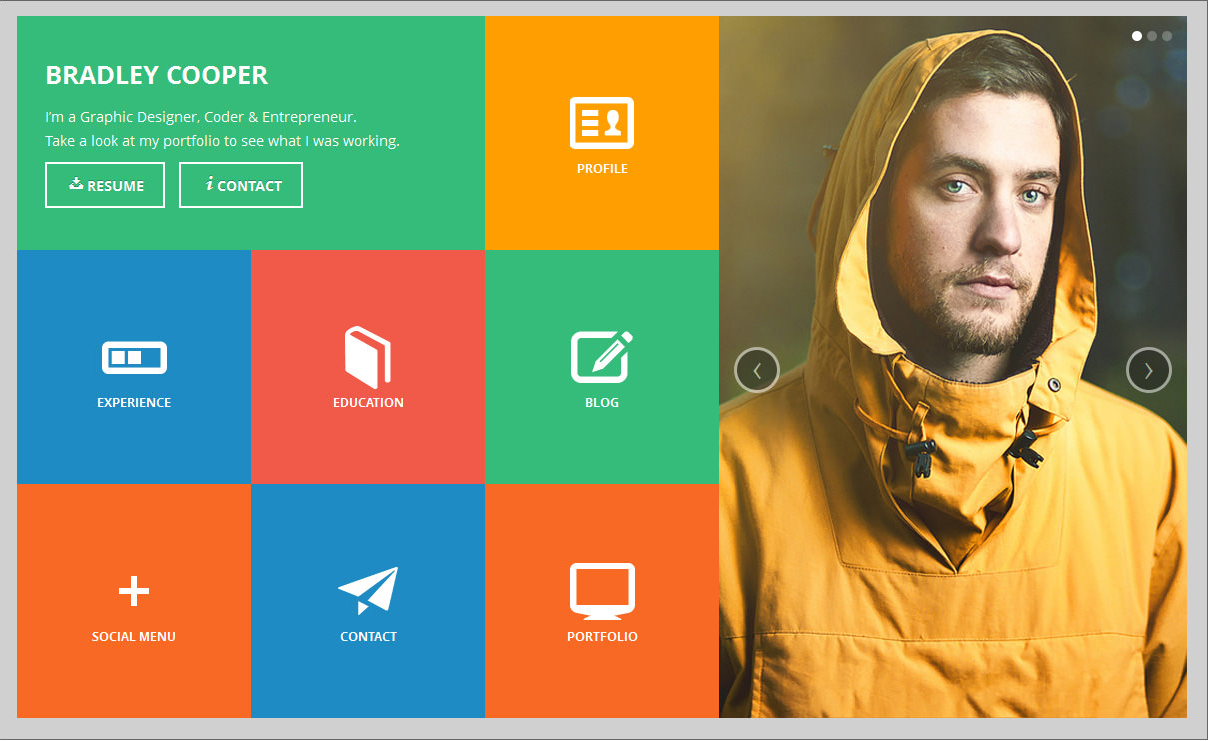 BRADLEY COOPER
I'm a Graphic Designer, Coder & Entrepreneur.
Take a look at my portfolio to see what I was working.
RESUME
i CONTACT
PROFILE
EXPERIENCE
EDUCATION
BLOG
SOCIAL MENU
CONTACT
PORTFOLIO